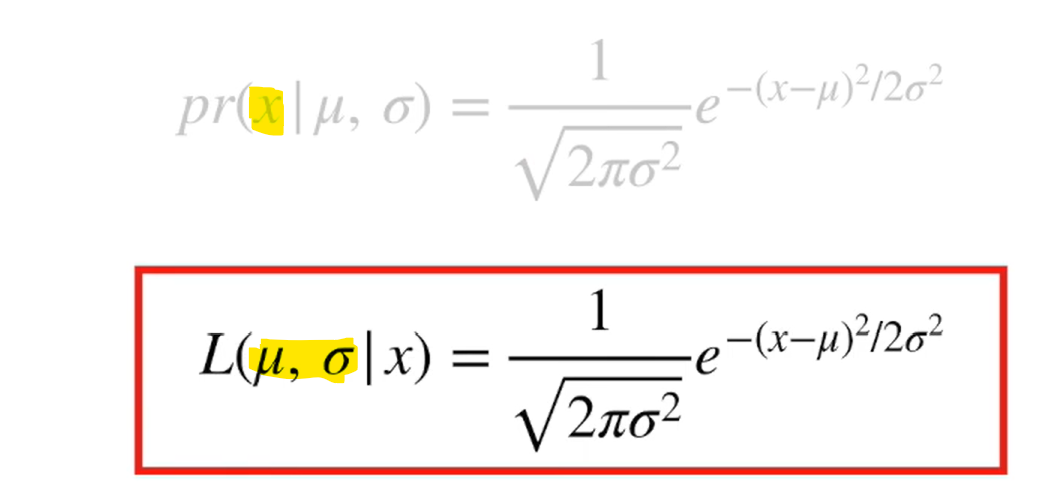 pr(x|μ, σ) = 1/√(2πσ²) e^−(x−μ)²/2σ²
L(μ, σ|x) = 1/√(2πσ²) e^−(x−μ)²/2σ²